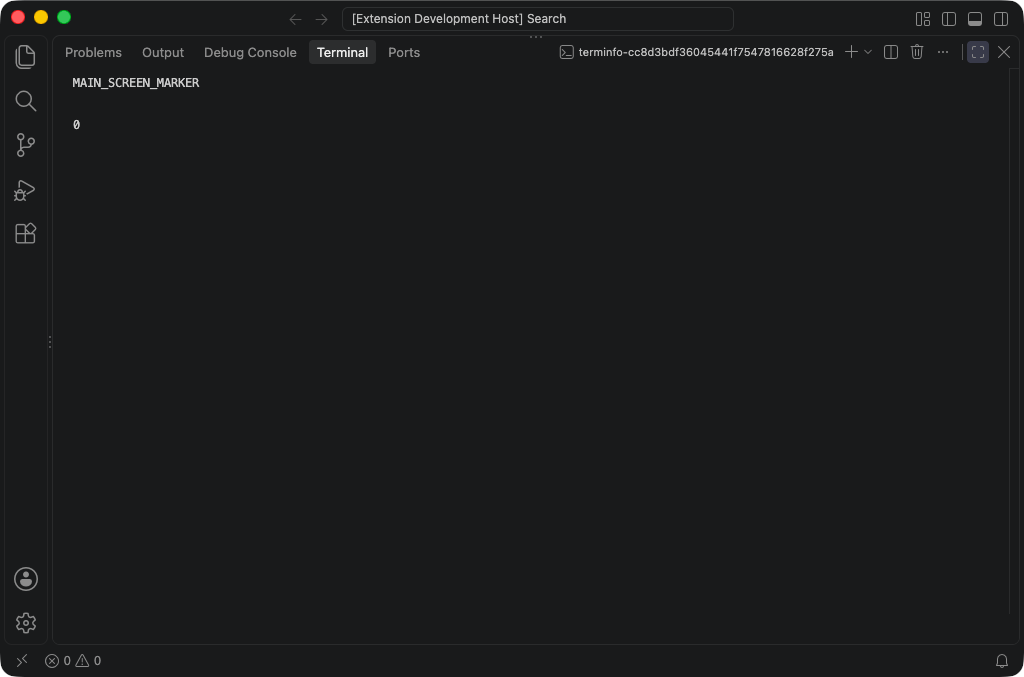 [Extension Development Host] Search
Problems Output Debug Console Terminal Ports terminfo-cc8d3bdf36045441f7547816628f275a
MAIN_SCREEN_MARKER
0
0 0